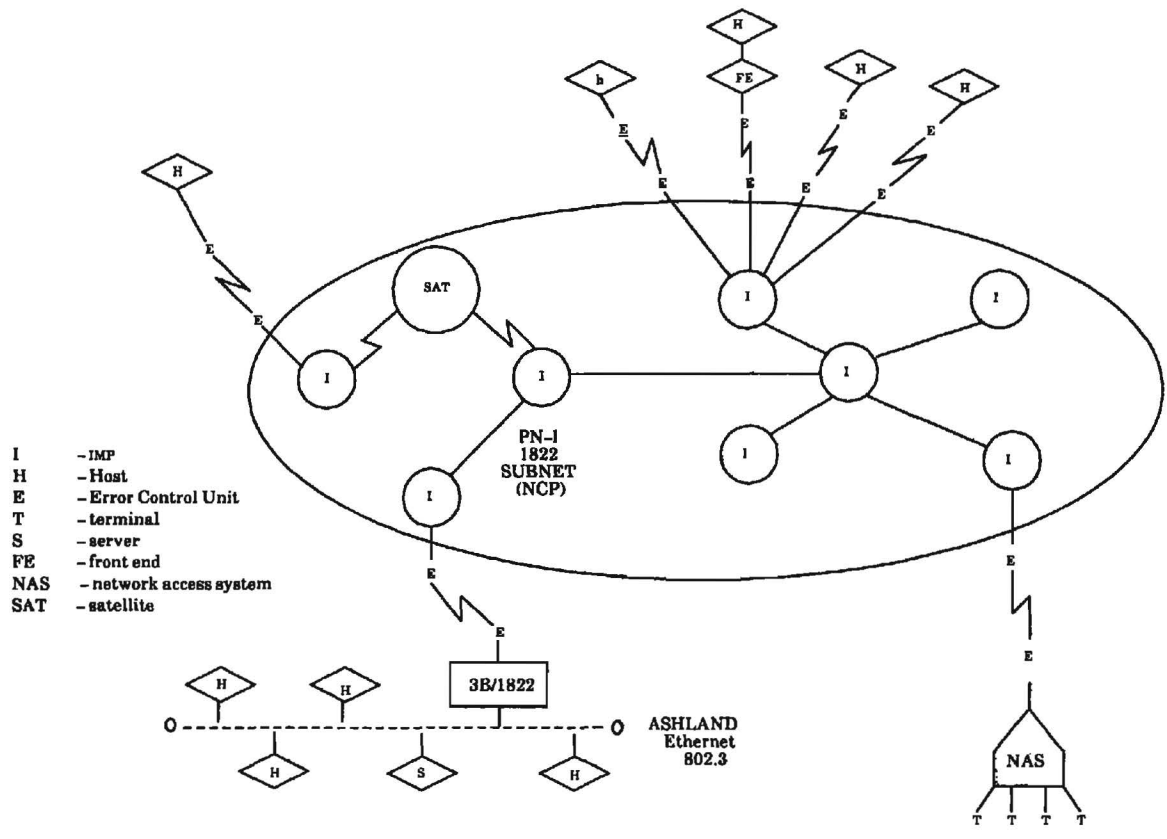 H
h
FE
H
H
E
E
E
E
H
E
E
E
E
E
E
SAT
I
I
E
I
I
I
PN-1
1822
SUBNET
(NCP)
I
I
I
I - IMP
H - Host
E - Error Control Unit
T - terminal
S - server
FE - front end
NAS - network access system
SAT - satellite
E
E
E
E
H
H
3B/1822
O
O
ASHLAND
Ethernet
802.3
H
S
H
NAS
T T T T